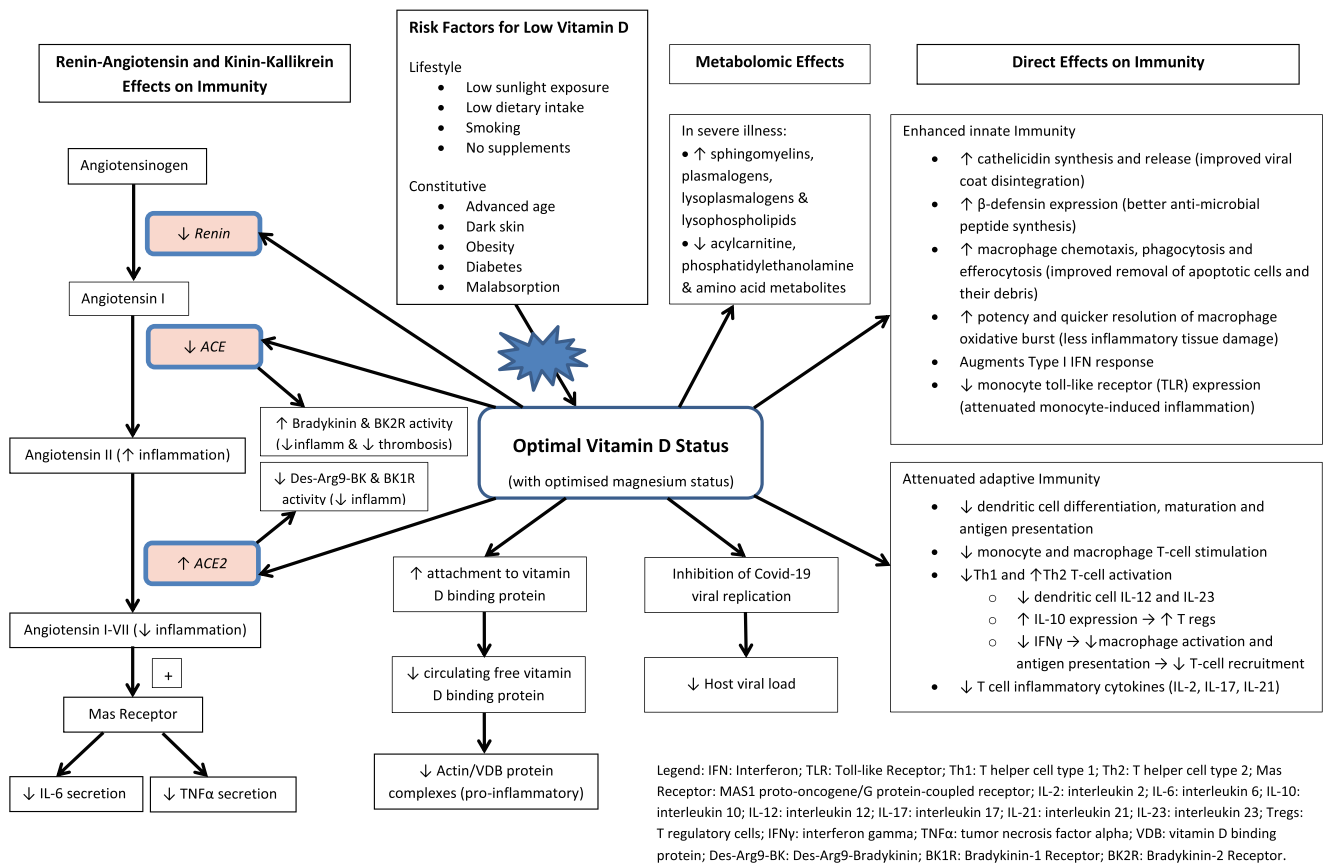 Renin-Angiotensin and Kinin-Kallikrein
Effects on Immunity
Angiotensinogen
↓ Renin
Angiotensin I
↓ ACE
↑ Bradykinin & BK2R activity
(↓inflamm & ↓ thrombosis)
Angiotensin II (↑ inflammation)
↓ Des-Arg9-BK & BK1R
activity (↓ inflamm)
↑ ACE2
Angiotensin I-VII (↓ inflammation)
+
Mas Receptor
↓ IL-6 secretion
↓ TNFα secretion
Risk Factors for Low Vitamin D
Lifestyle
• Low sunlight exposure
• Low dietary intake
• Smoking
• No supplements
Constitutive
• Advanced age
• Dark skin
• Obesity
• Diabetes
• Malabsorption
Optimal Vitamin D Status
(with optimised magnesium status)
↑ attachment to vitamin
D binding protein
↓ circulating free vitamin
D binding protein
↓ Actin/VDB protein
complexes (pro-inflammatory)
Inhibition of Covid-19
viral replication
↓ Host viral load
Metabolomic Effects
In severe illness:
• ↑ sphingomyelins,
plasmalogens,
lysoplasmalogens &
lysophospholipids
• ↓ acylcarnitine,
phosphatidylethanolamine
& amino acid metabolites
Direct Effects on Immunity
Enhanced innate Immunity
• ↑ cathelicidin synthesis and release (improved viral
coat disintegration)
• ↑ β-defensin expression (better anti-microbial
peptide synthesis)
• ↑ macrophage chemotaxis, phagocytosis and
efferocytosis (improved removal of apoptotic cells and
their debris)
• ↑ potency and quicker resolution of macrophage
oxidative burst (less inflammatory tissue damage)
• Augments Type I IFN response
• ↓ monocyte toll-like receptor (TLR) expression
(attenuated monocyte-induced inflammation)
Attenuated adaptive Immunity
• ↓ dendritic cell differentiation, maturation and
antigen presentation
• ↓ monocyte and macrophage T-cell stimulation
• ↓Th1 and ↑Th2 T-cell activation
○ ↓ dendritic cell IL-12 and IL-23
○ ↑ IL-10 expression → ↑ T regs
○ ↓ IFNγ → ↓macrophage activation and
antigen presentation → ↓ T-cell recruitment
• ↓ T cell inflammatory cytokines (IL-2, IL-17, IL-21)
Legend: IFN: Interferon; TLR: Toll-like Receptor; Th1: T helper cell type 1; Th2: T helper cell type 2; Mas
Receptor: MAS1 proto-oncogene/G protein-coupled receptor; IL-2: interleukin 2; IL-6: interleukin 6; IL-10:
interleukin 10; IL-12: interleukin 12; IL-17: interleukin 17; IL-21: interleukin 21; IL-23: interleukin 23; Tregs:
T regulatory cells; IFNγ: interferon gamma; TNFα: tumor necrosis factor alpha; VDB: vitamin D binding
protein; Des-Arg9-BK: Des-Arg9-Bradykinin; BK1R: Bradykinin-1 Receptor; BK2R: Bradykinin-2 Receptor.